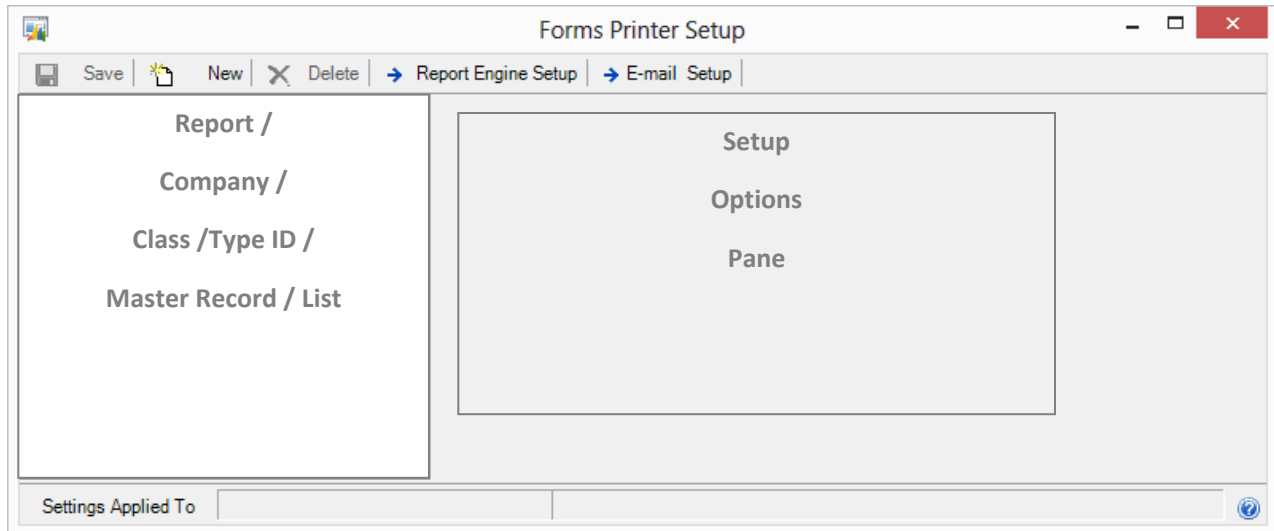 Forms Printer Setup
Save New Delete Report Engine Setup E-mail Setup
Report /
Company /
Class /Type ID /
Master Record / List
Setup
Options
Pane
Settings Applied To